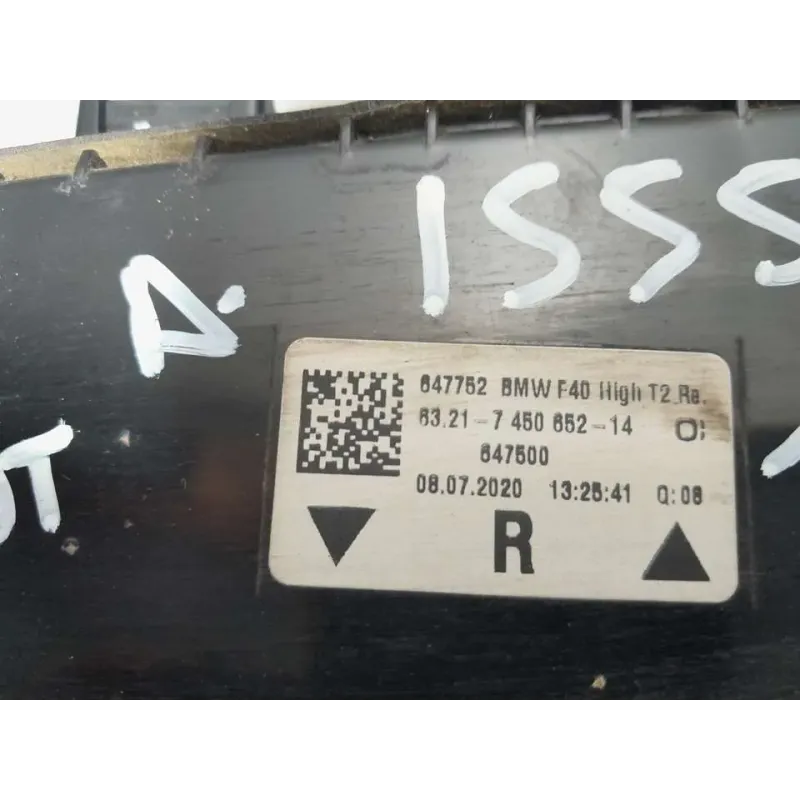 ISSS
A.
647752 BMW F40 High T2 Re.
63.21-7 450 652-14
647500
08.07.2020 13:25:41 Q:08
R